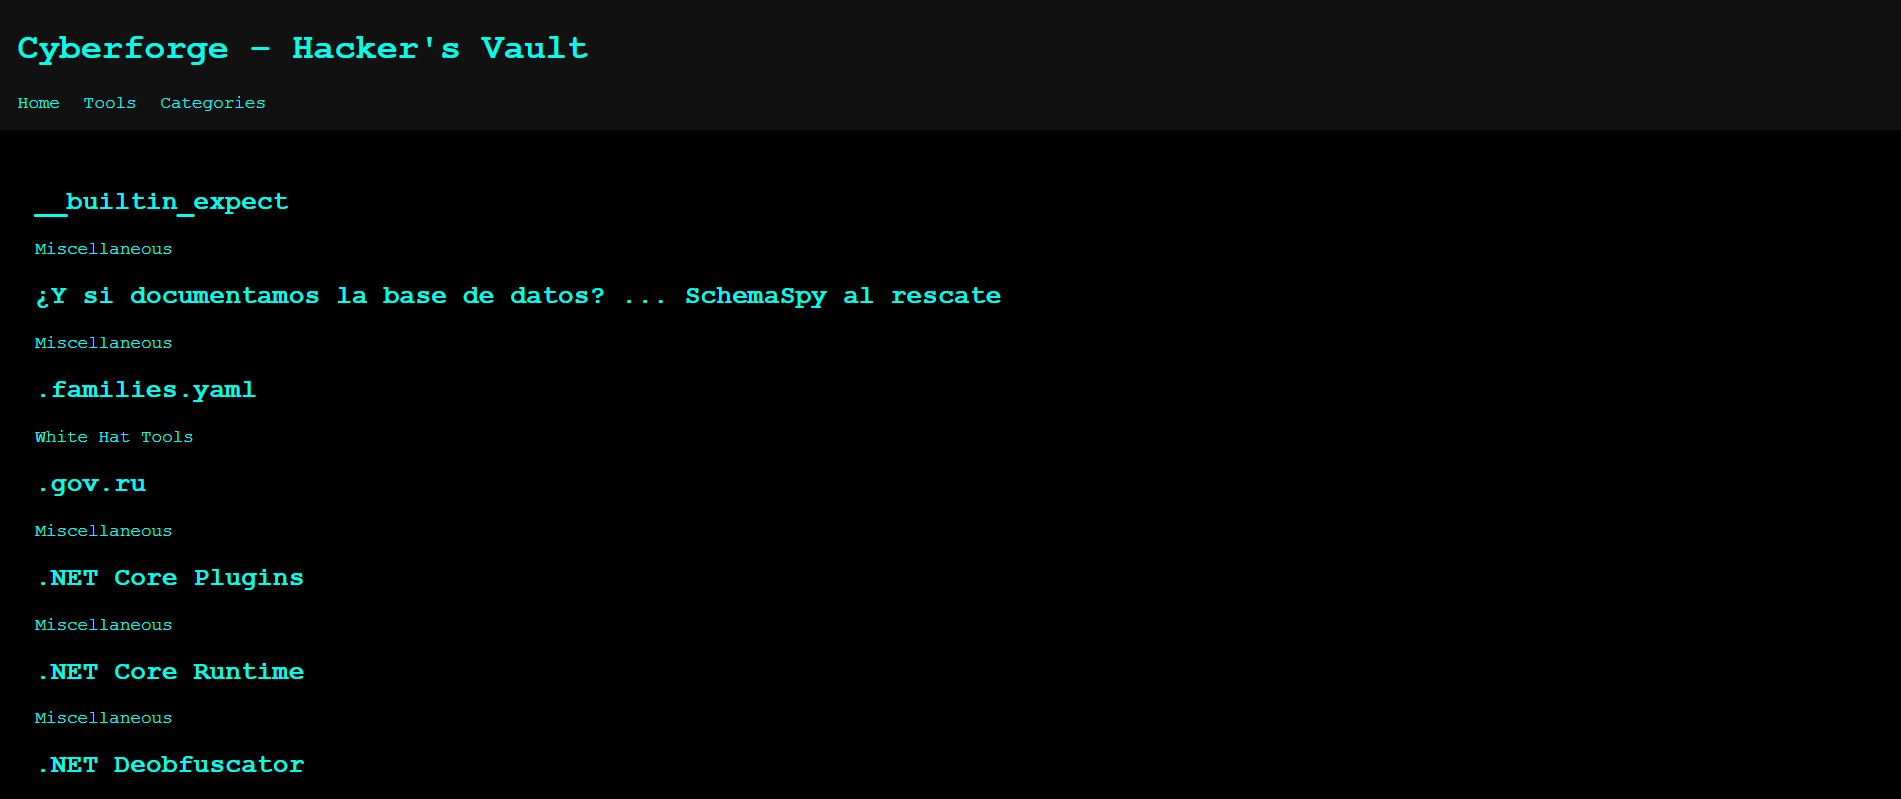 Cyberforge — Hacker's Vault
Home Tools Categories
__builtin_expect
Miscellaneous
¿Y si documentamos la base de datos? ... SchemaSpy al rescate
Miscellaneous
.families.yaml
White Hat Tools
.gov.ru
Miscellaneous
.NET Core Plugins
Miscellaneous
.NET Core Runtime
Miscellaneous
.NET Deobfuscator